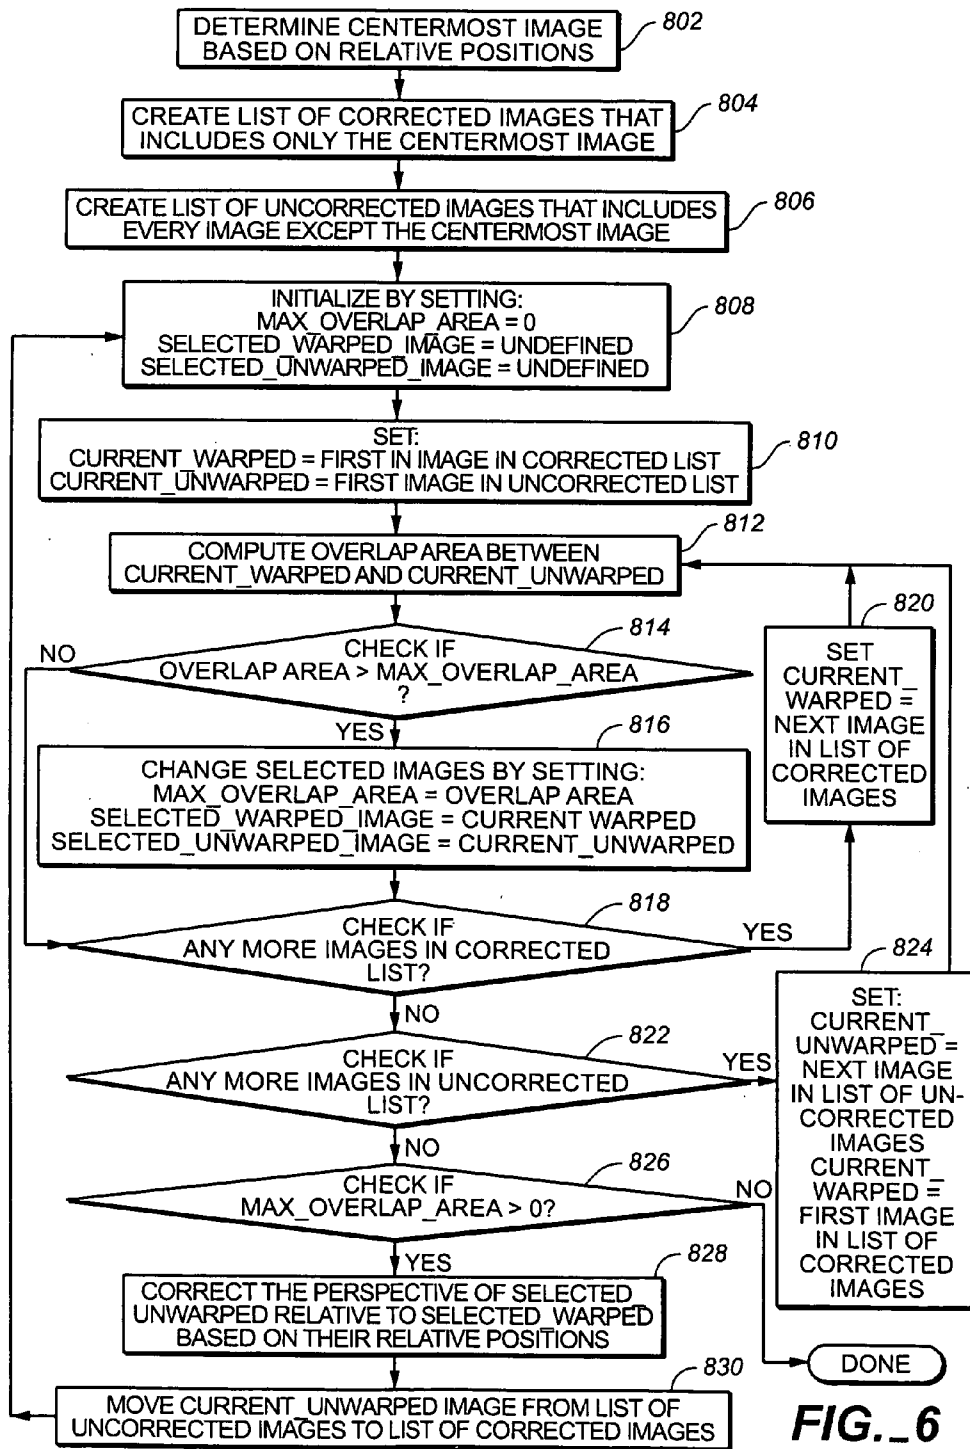 DETERMINE CENTERMOST IMAGE
BASED ON RELATIVE POSITIONS
802
CREATE LIST OF CORRECTED IMAGES THAT
INCLUDES ONLY THE CENTERMOST IMAGE
804
CREATE LIST OF UNCORRECTED IMAGES THAT INCLUDES
EVERY IMAGE EXCEPT THE CENTERMOST IMAGE
806
INITIALIZE BY SETTING:
MAX_OVERLAP_AREA = 0
SELECTED_WARPED_IMAGE = UNDEFINED
SELECTED_UNWARPED_IMAGE = UNDEFINED
808
SET:
CURRENT_WARPED = FIRST IN IMAGE IN CORRECTED LIST
CURRENT_UNWARPED = FIRST IMAGE IN UNCORRECTED LIST
810
COMPUTE OVERLAP AREA BETWEEN
CURRENT_WARPED AND CURRENT_UNWARPED
812
CHECK IF
OVERLAP AREA > MAX_OVERLAP_AREA
?
814
NO
YES
CHANGE SELECTED IMAGES BY SETTING:
MAX_OVERLAP_AREA = OVERLAP AREA
SELECTED_WARPED_IMAGE = CURRENT WARPED
SELECTED_UNWARPED_IMAGE = CURRENT_UNWARPED
816
CHECK IF
ANY MORE IMAGES IN CORRECTED
LIST?
818
YES
NO
SET
CURRENT_
WARPED =
NEXT IMAGE
IN LIST OF
CORRECTED
IMAGES
820
CHECK IF
ANY MORE IMAGES IN UNCORRECTED
LIST?
822
YES
NO
SET:
CURRENT_
UNWARPED =
NEXT IMAGE
IN LIST OF UN-
CORRECTED
IMAGES
CURRENT_
WARPED =
FIRST IMAGE
IN LIST OF
CORRECTED
IMAGES
824
CHECK IF
MAX_OVERLAP_AREA > 0?
826
NO
YES
CORRECT THE PERSPECTIVE OF SELECTED_
UNWARPED RELATIVE TO SELECTED_WARPED
BASED ON THEIR RELATIVE POSITIONS
828
DONE
MOVE CURRENT_UNWARPED IMAGE FROM LIST OF
UNCORRECTED IMAGES TO LIST OF CORRECTED IMAGES
830
FIG._6